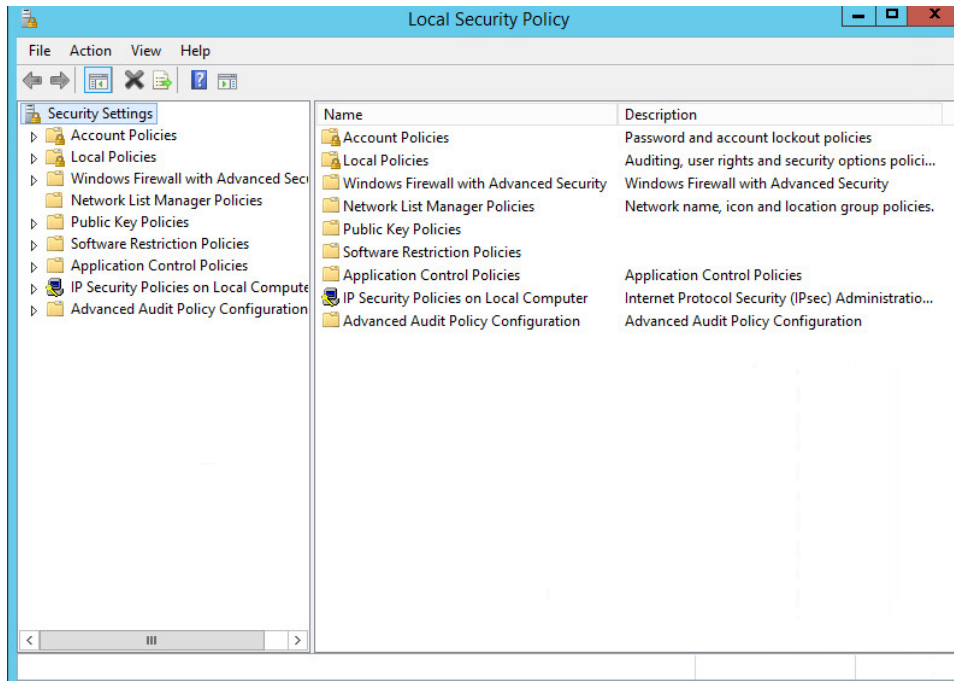 Local Security Policy
File Action View Help
Security Settings
Account Policies
Local Policies
Windows Firewall with Advanced Secu
Network List Manager Policies
Public Key Policies
Software Restriction Policies
Application Control Policies
IP Security Policies on Local Compute
Advanced Audit Policy Configuration
Name Description
Account Policies Password and account lockout policies
Local Policies Auditing, user rights and security options polici...
Windows Firewall with Advanced Security Windows Firewall with Advanced Security
Network List Manager Policies Network name, icon and location group policies.
Public Key Policies
Software Restriction Policies
Application Control Policies Application Control Policies
IP Security Policies on Local Computer Internet Protocol Security (IPsec) Administratio...
Advanced Audit Policy Configuration Advanced Audit Policy Configuration